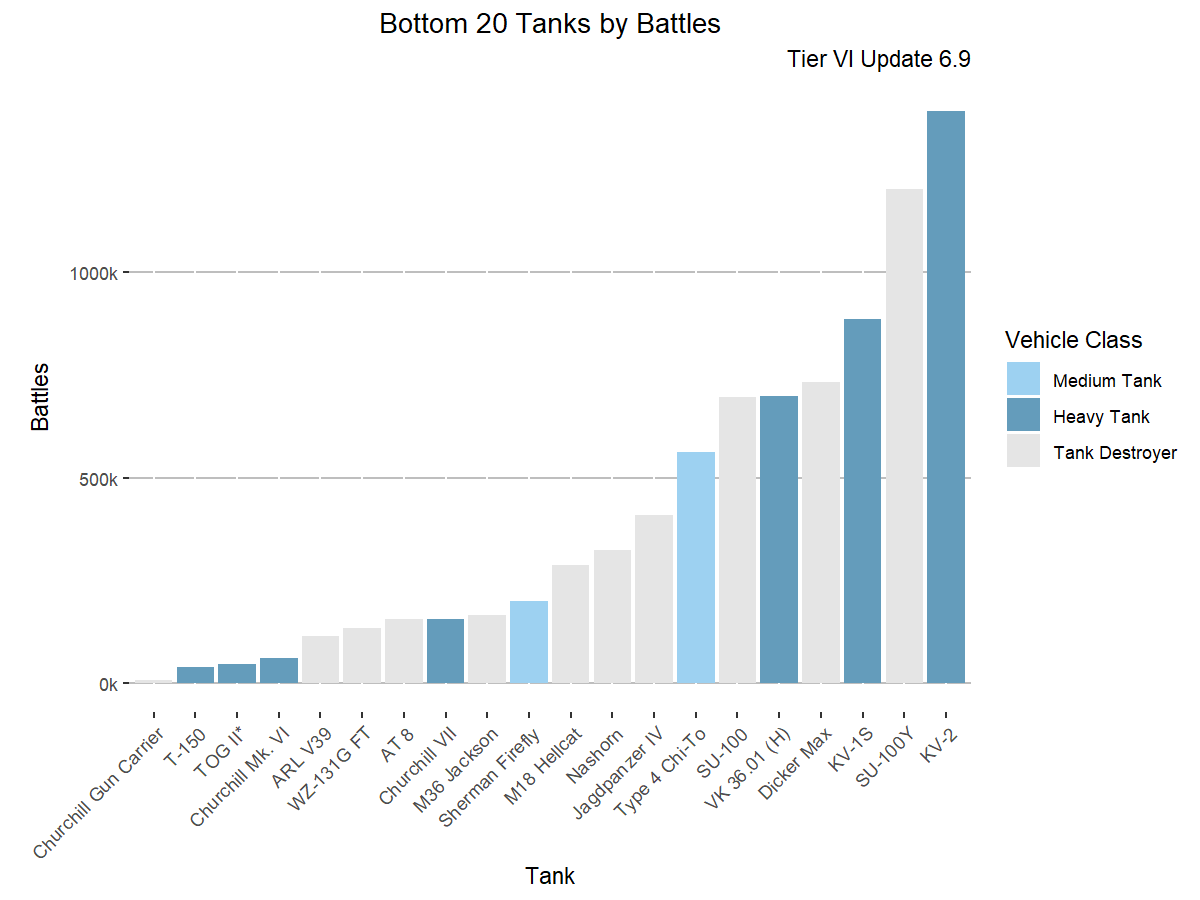 Bottom 20 Tanks by Battles
Tier VI Update 6.9
Battles
1000k
500k
0k
Churchill Gun Carrier
T-150
TOG II*
Churchill Mk. VI
ARL V39
WZ-131G FT
AT 8
Churchill VII
M36 Jackson
Sherman Firefly
M18 Hellcat
Nashorn
Jagdpanzer IV
Type 4 Chi-To
SU-100
VK 36.01 (H)
Dicker Max
KV-1S
SU-100Y
KV-2
Tank
Vehicle Class
Medium Tank
Heavy Tank
Tank Destroyer